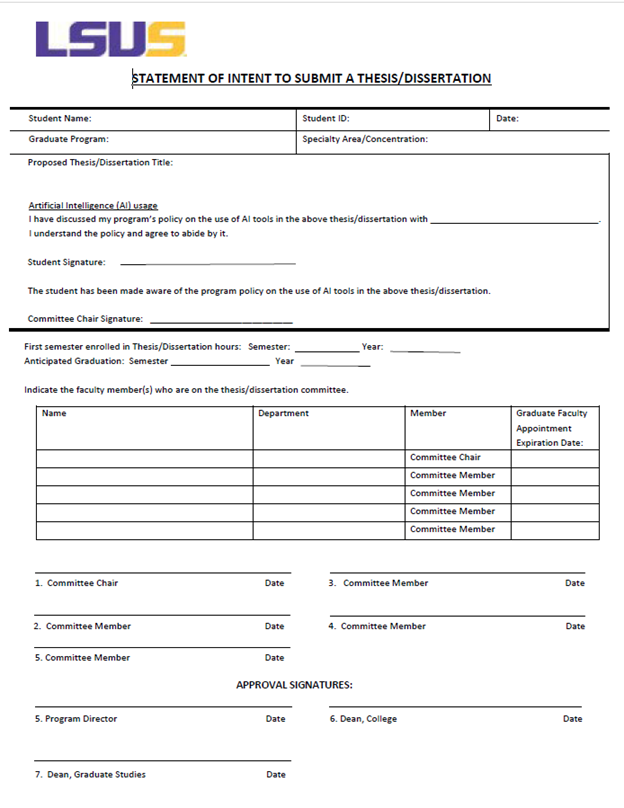 LSUS
STATEMENT OF INTENT TO SUBMIT A THESIS/DISSERTATION
Student Name: Student ID: Date:
Graduate Program: Specialty Area/Concentration:
Proposed Thesis/Dissertation Title:
Artificial Intelligence (AI) usage
I have discussed my program's policy on the use of AI tools in the above thesis/dissertation with ____________________.
I understand the policy and agree to abide by it.
Student Signature: ____________________
The student has been made aware of the program policy on the use of AI tools in the above thesis/dissertation.
Committee Chair Signature: ____________________
First semester enrolled in Thesis/Dissertation hours: Semester: __________ Year: __________
Anticipated Graduation: Semester __________ Year __________
Indicate the faculty member(s) who are on the thesis/dissertation committee.
Name Department Member Graduate Faculty
Appointment
Expiration Date:
Committee Chair
Committee Member
Committee Member
Committee Member
Committee Member
1. Committee Chair Date 3. Committee Member Date
2. Committee Member Date 4. Committee Member Date
5. Committee Member Date
APPROVAL SIGNATURES:
5. Program Director Date 6. Dean, College Date
7. Dean, Graduate Studies Date